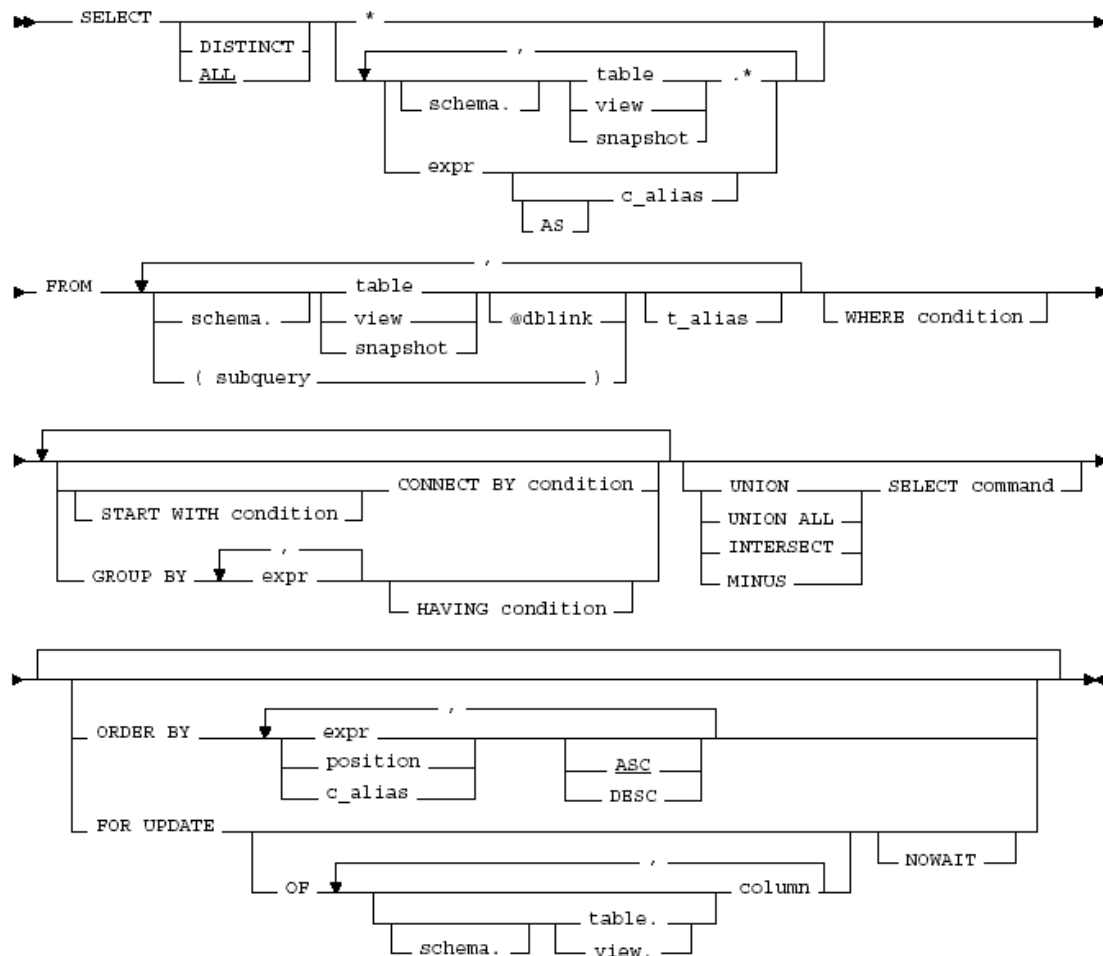 SELECT *
DISTINCT ,
ALL table .*
schema. view
snapshot
expr
c_alias
AS
,
FROM table
schema. view @dblink t_alias WHERE condition
snapshot
( subquery )
CONNECT BY condition UNION SELECT command
START WITH condition UNION ALL
, INTERSECT
GROUP BY expr MINUS
HAVING condition
,
ORDER BY expr
position ASC
c_alias DESC
FOR UPDATE
NOWAIT
,
OF column
table.
schema. view.